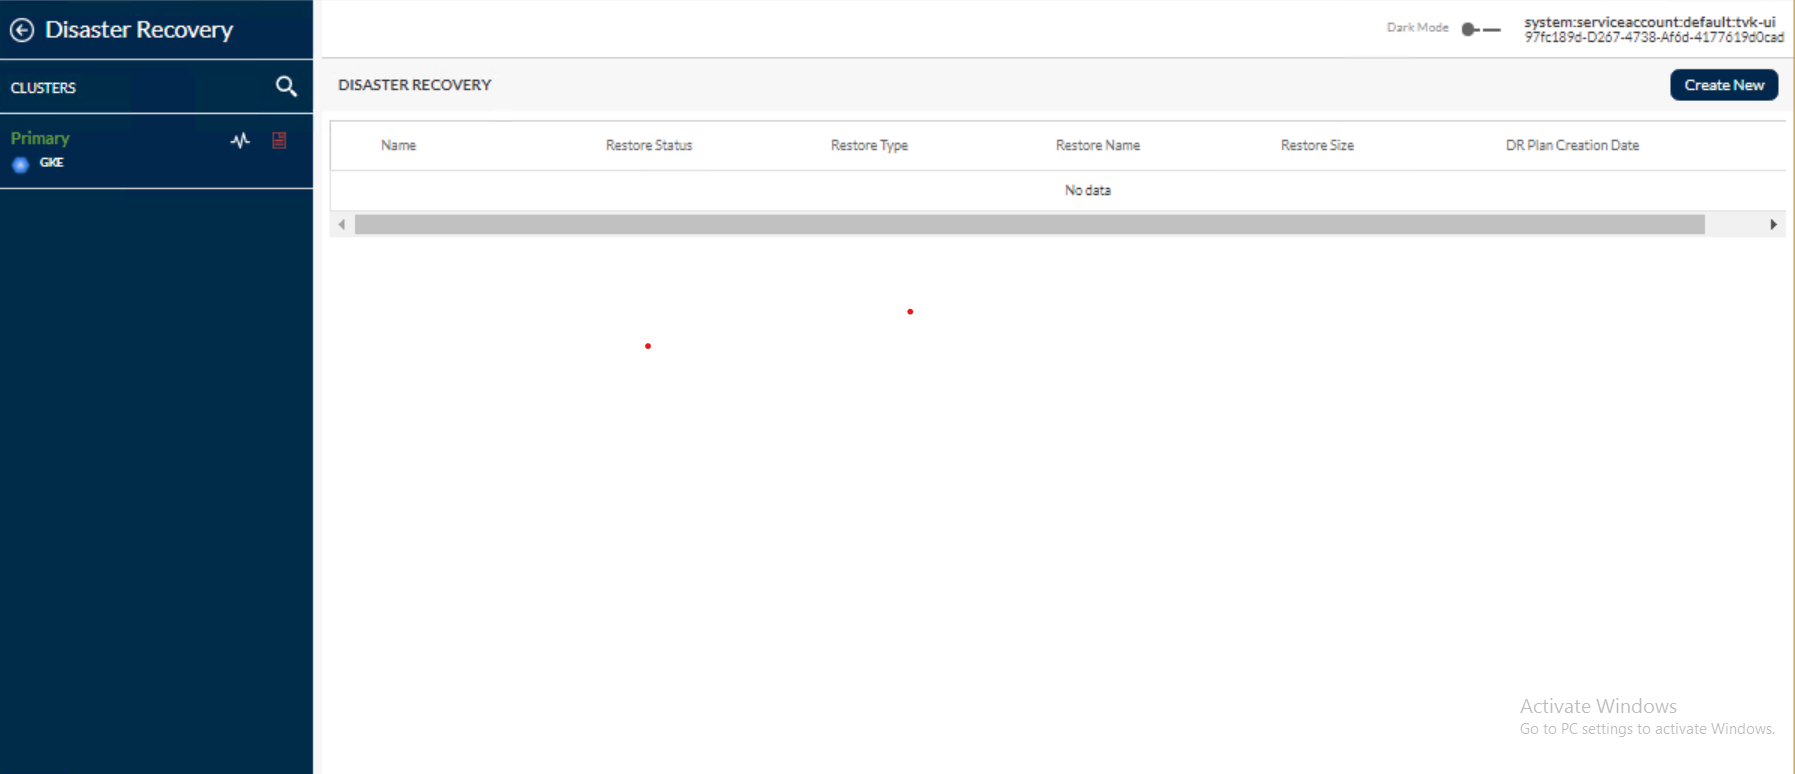 Disaster Recovery
Dark Mode
system:serviceaccount:default:tvk-ui
97fc189d-D267-4738-Af6d-4177619d0cad
CLUSTERS
DISASTER RECOVERY
Create New
Primary
GKE
Name Restore Status Restore Type Restore Name Restore Size DR Plan Creation Date
No data
Activate Windows
Go to PC settings to activate Windows.